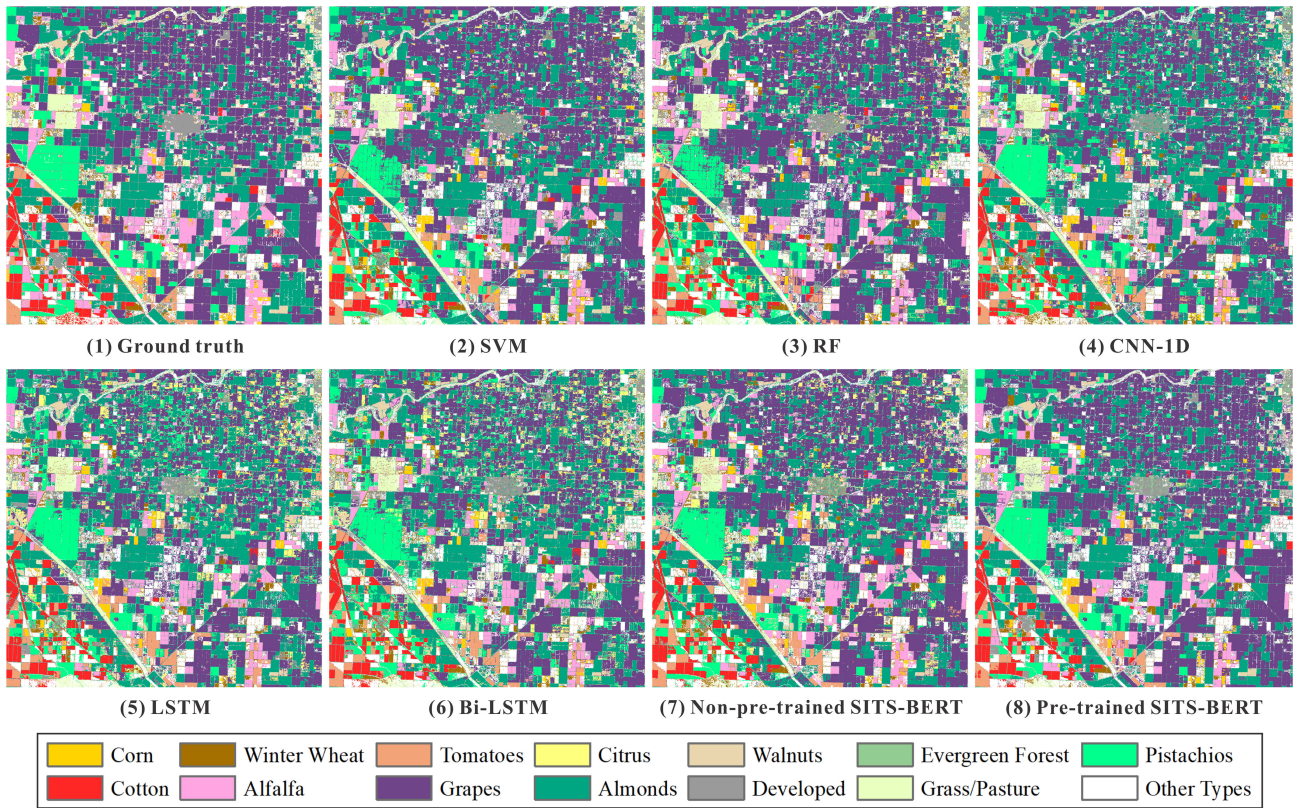 (1) Ground truth
(2) SVM
(3) RF
(4) CNN-1D
(5) LSTM
(6) Bi-LSTM
(7) Non-pre-trained SITS-BERT
(8) Pre-trained SITS-BERT
Corn Winter Wheat Tomatoes Citrus Walnuts Evergreen Forest Pistachios
Cotton Alfalfa Grapes Almonds Developed Grass/Pasture Other Types